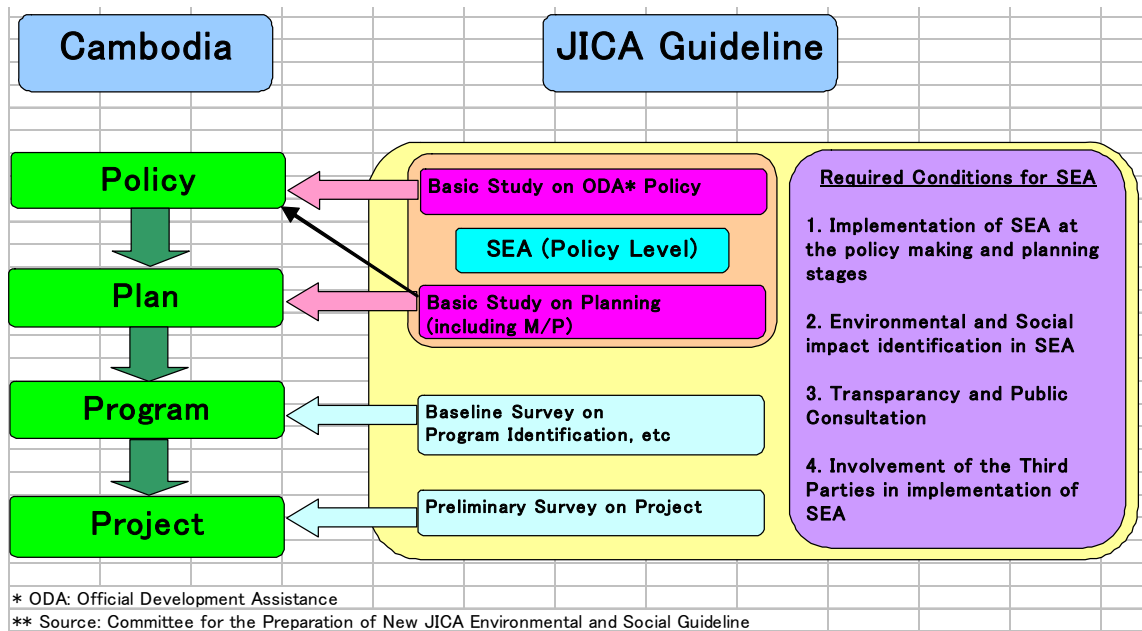 Cambodia
JICA Guideline
Policy
Plan
Program
Project
Basic Study on ODA* Policy
SEA (Policy Level)
Basic Study on Planning
(including M/P)
Baseline Survey on
Program Identification, etc
Preliminary Survey on Project
Required Conditions for SEA
1. Implementation of SEA at
the policy making and planning
stages
2. Environmental and Social
impact identification in SEA
3. Transparancy and Public
Consultation
4. Involvement of the Third
Parties in implementation of
SEA
* ODA: Official Development Assistance
** Source: Committee for the Preparation of New JICA Environmental and Social Guideline